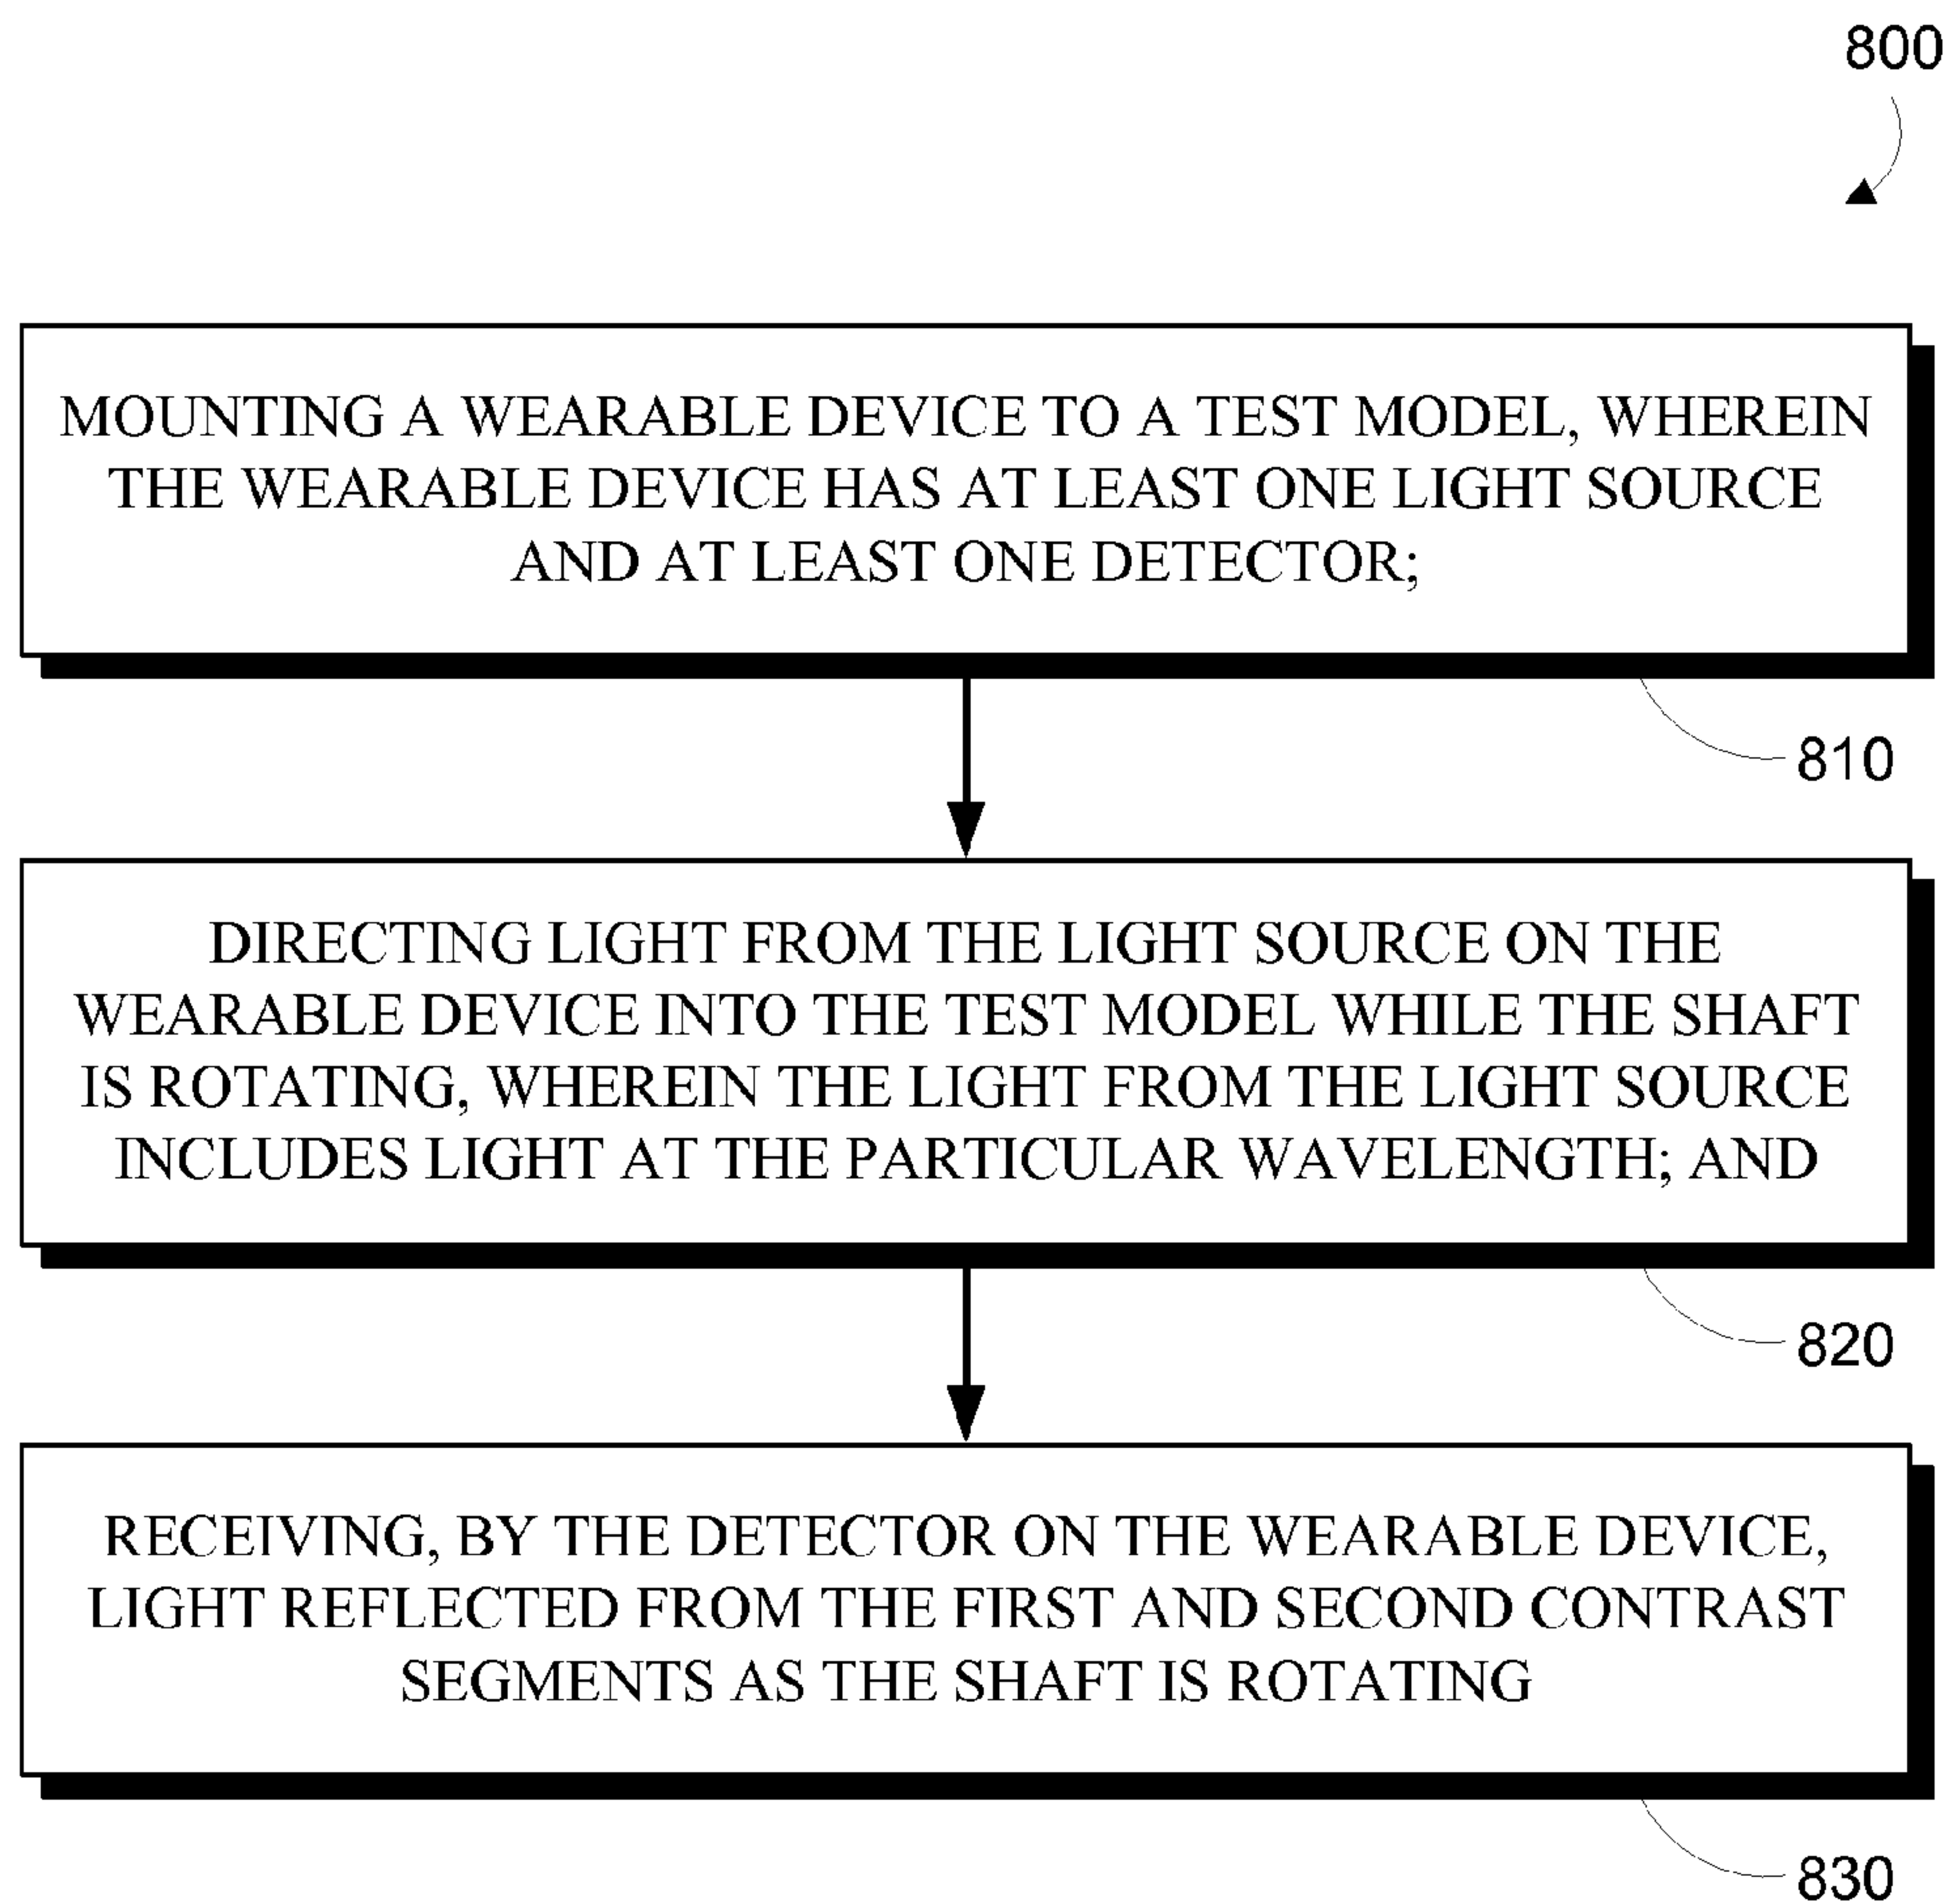 800
MOUNTING A WEARABLE DEVICE TO A TEST MODEL, WHEREIN
THE WEARABLE DEVICE HAS AT LEAST ONE LIGHT SOURCE
AND AT LEAST ONE DETECTOR;
810
DIRECTING LIGHT FROM THE LIGHT SOURCE ON THE
WEARABLE DEVICE INTO THE TEST MODEL WHILE THE SHAFT
IS ROTATING, WHEREIN THE LIGHT FROM THE LIGHT SOURCE
INCLUDES LIGHT AT THE PARTICULAR WAVELENGTH; AND
820
RECEIVING, BY THE DETECTOR ON THE WEARABLE DEVICE,
LIGHT REFLECTED FROM THE FIRST AND SECOND CONTRAST
SEGMENTS AS THE SHAFT IS ROTATING
830